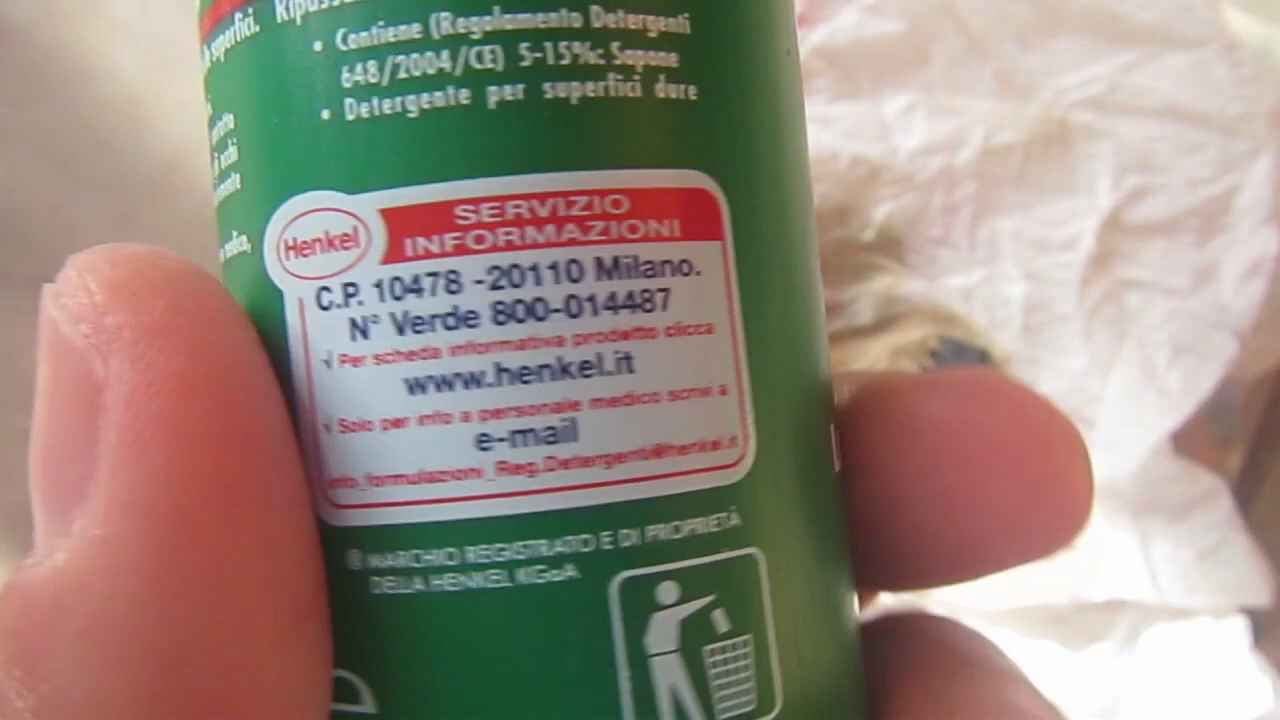 superfici.
• Contiene (Regolamento Detergenti
648/2004/CE) 5-15%: Sapone
• Detergente per superfici dure
occhi
medico,
Henkel
SERVIZIO
INFORMAZIONI
C.P. 10478 -20110 Milano.
N° Verde 800-014487
√ Per scheda informativa prodotto clicca
www.henkel.it
√ Solo per info a personale medico scrivi a
e-mail
info_formulazioni_Reg.Detergenti@henkel.it
® MARCHIO REGISTRATO E DI PROPRIETÀ
DELLA HENKEL KGaA